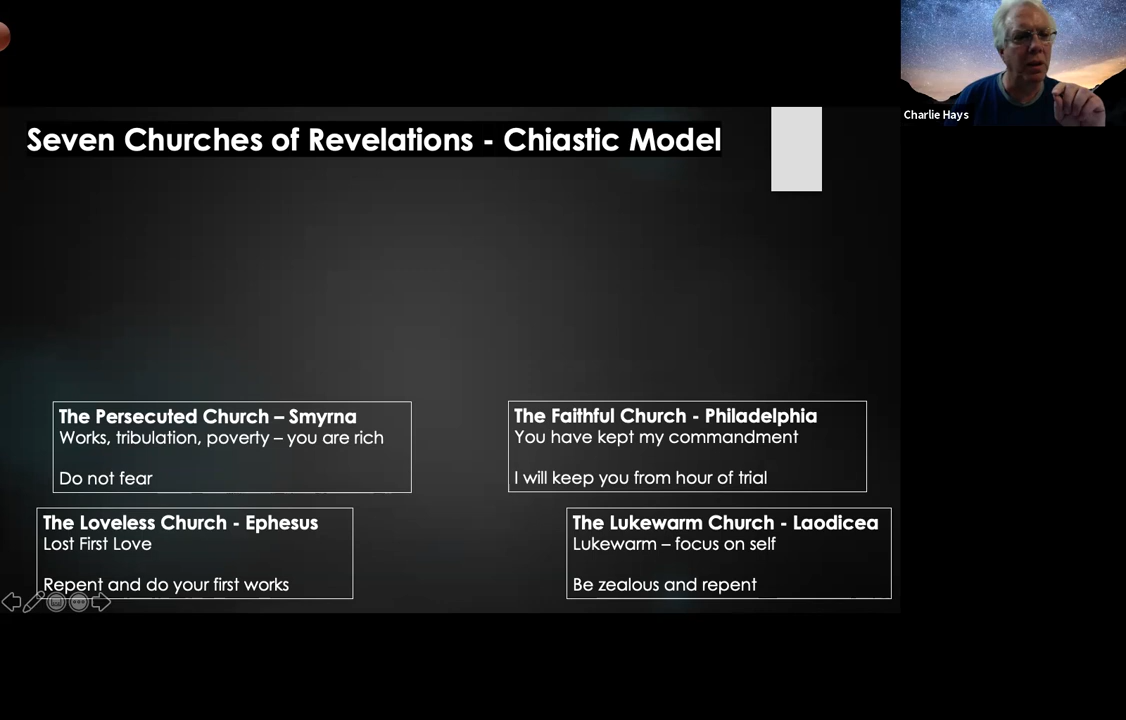 Charlie Hays
Seven Churches of Revelations - Chiastic Model
The Persecuted Church – Smyrna
Works, tribulation, poverty – you are rich
Do not fear
The Faithful Church - Philadelphia
You have kept my commandment
I will keep you from hour of trial
The Loveless Church - Ephesus
Lost First Love
Repent and do your first works
The Lukewarm Church - Laodicea
Lukewarm – focus on self
Be zealous and repent